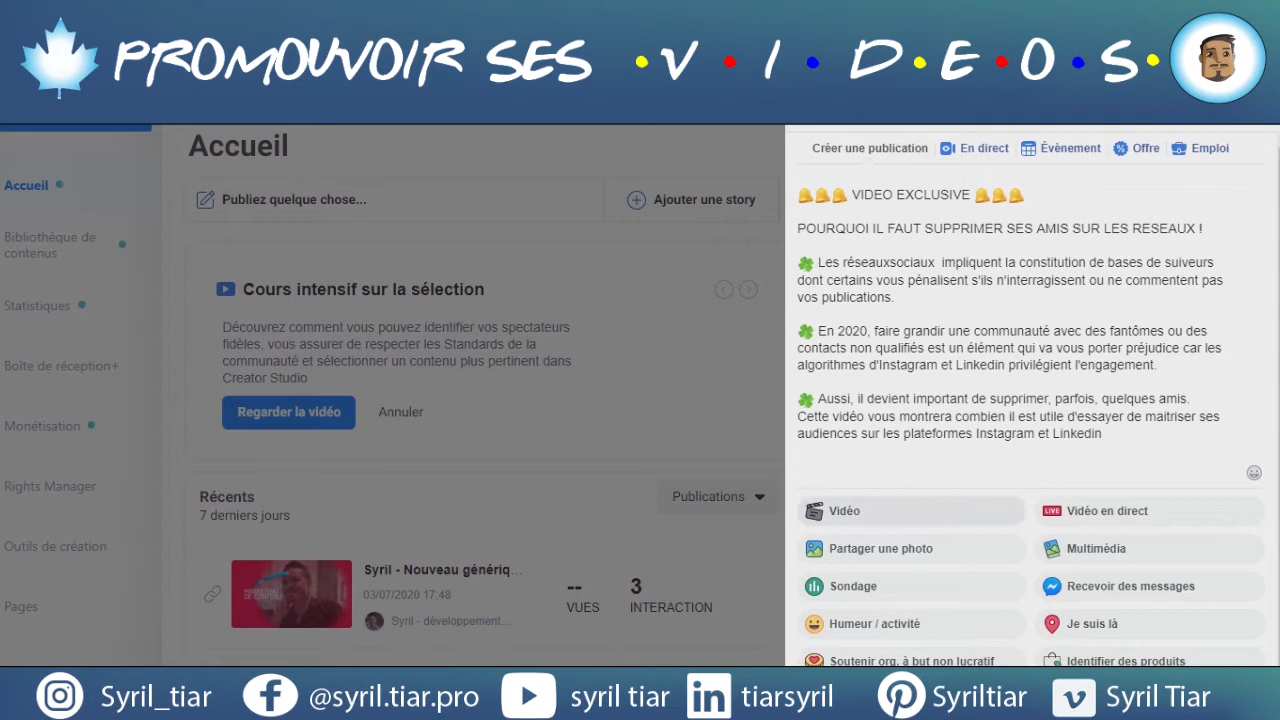 PROMOUVOIR SES • V • I • D • E • O • S •
Accueil
Créer une publication
En direct
Évènement
Offre
Emploi
Accueil
Publiez quelque chose...
Ajouter une story
🔔🔔🔔 VIDEO EXCLUSIVE 🔔🔔🔔
POURQUOI IL FAUT SUPPRIMER SES AMIS SUR LES RESEAUX !
Bibliothèque de
contenus
🍀 Les réseauxsociaux impliquent la constitution de bases de suiveurs
dont certains vous pénalisent s'ils n'interragissent ou ne commentent pas
vos publications.
Statistiques
Cours intensif sur la sélection
Découvrez comment vous pouvez identifier vos spectateurs
fidèles, vous assurer de respecter les Standards de la
communauté et sélectionner un contenu plus pertinent dans
Creator Studio
🍀 En 2020, faire grandir une communauté avec des fantômes ou des
contacts non qualifiés est un élément qui va vous porter préjudice car les
algorithmes d'Instagram et Linkedin privilégient l'engagement.
Boîte de réception+
Regarder la vidéo
Annuler
🍀 Aussi, il devient important de supprimer, parfois, quelques amis.
Cette vidéo vous montrera combien il est utile d'essayer de maitriser ses
audiences sur les plateformes Instagram et Linkedin
Monétisation
Rights Manager
Récents
7 derniers jours
Publications
Vidéo
LIVE Vidéo en direct
Outils de création
Partager une photo
Multimédia
Syril - Nouveau génériq...
03/07/2020 17:48
Syril - développement...
--
VUES
3
INTERACTION
Sondage
Recevoir des messages
Pages
Humeur / activité
Je suis là
Soutenir org. à but non lucratif
Identifier des produits
Syril_tiar
@syril.tiar.pro
syril tiar
in tiarsyril
Syriltiar
Syril Tiar